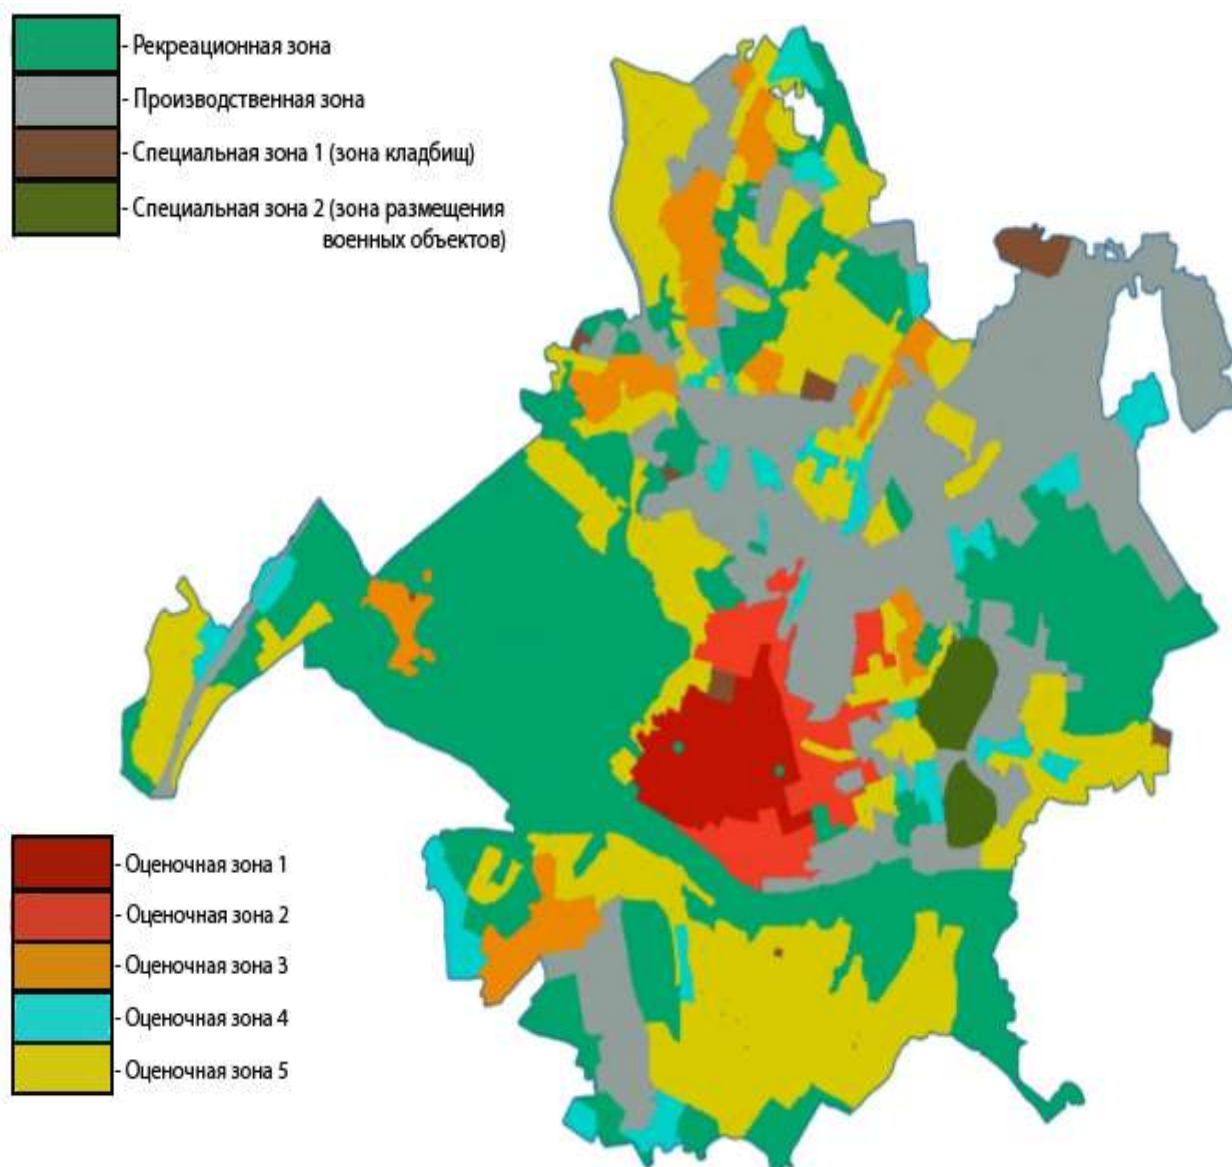 - Рекреационная зона
- Производственная зона
- Специальная зона 1 (зона кладбищ)
- Специальная зона 2 (зона размещения
военных объектов)
- Оценочная зона 1
- Оценочная зона 2
- Оценочная зона 3
- Оценочная зона 4
- Оценочная зона 5